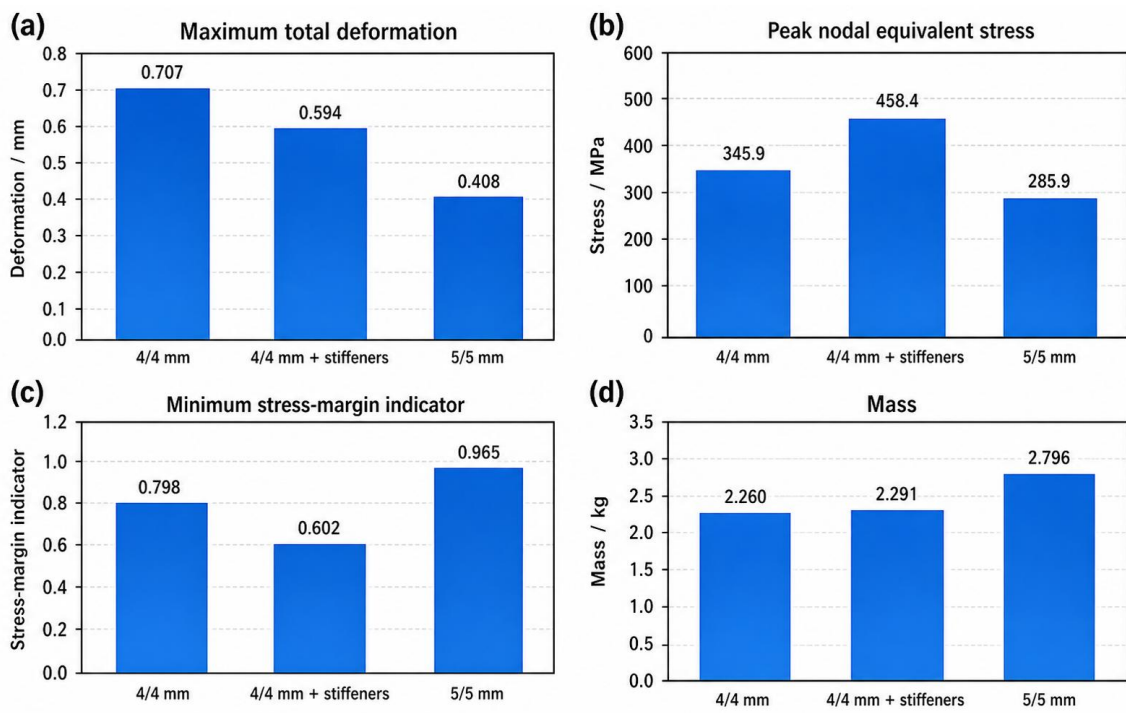 (a)
Maximum total deformation
Deformation / mm
0.8
0.7
0.6
0.5
0.4
0.3
0.2
0.1
0.0
0.707
0.594
0.408
4/4 mm
4/4 mm + stiffeners
5/5 mm
(b)
Peak nodal equivalent stress
Stress / MPa
600
500
400
300
200
100
0
345.9
458.4
285.9
4/4 mm
4/4 mm + stiffeners
5/5 mm
(c)
Minimum stress-margin indicator
Stress-margin indicator
1.2
1.0
0.8
0.6
0.4
0.2
0.0
0.798
0.602
0.965
4/4 mm
4/4 mm + stiffeners
5/5 mm
(d)
Mass
Mass / kg
3.5
3.0
2.5
2.0
1.5
1.0
0.5
0.0
2.260
2.291
2.796
4/4 mm
4/4 mm + stiffeners
5/5 mm